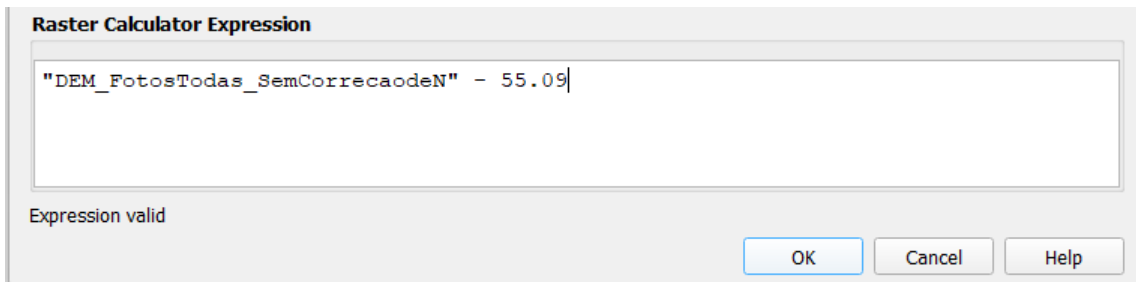 Raster Calculator Expression
"DEM_FotosTodas_SemCorrecaodeN" - 55.09
Expression valid
OK Cancel Help